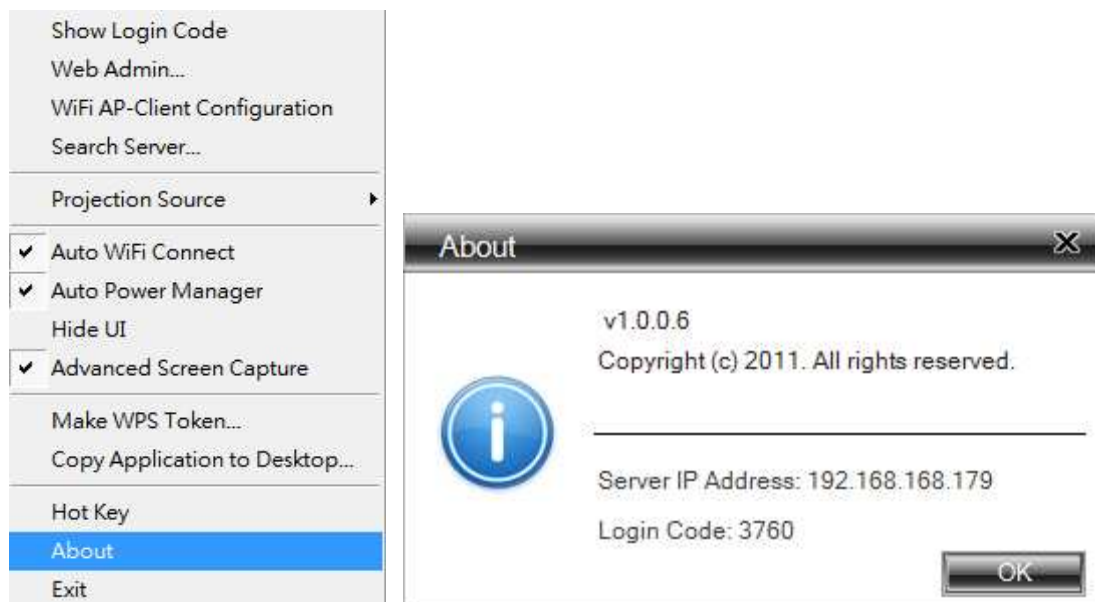 Show Login Code
Web Admin...
WiFi AP-Client Configuration
Search Server...
Projection Source
Auto WiFi Connect
Auto Power Manager
Hide UI
Advanced Screen Capture
Make WPS Token...
Copy Application to Desktop...
Hot Key
About
Exit
About
v1.0.0.6
Copyright (c) 2011. All rights reserved.
Server IP Address: 192.168.168.179
Login Code: 3760
OK